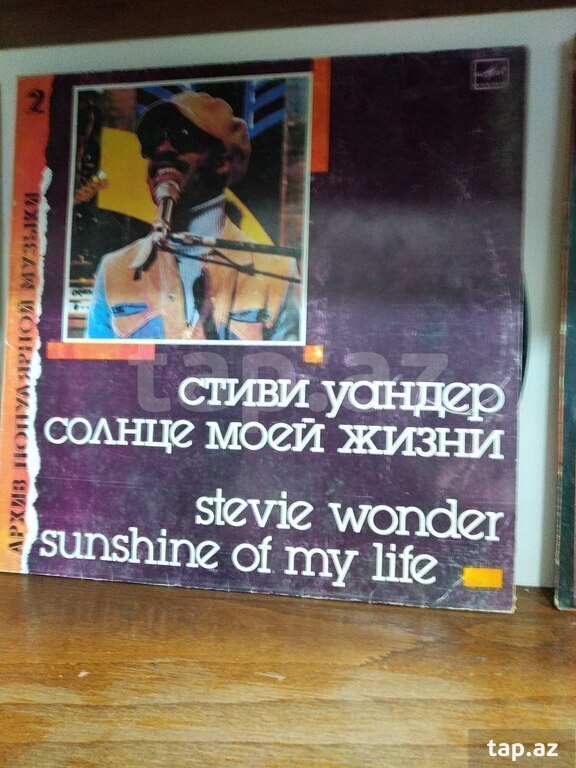 2
АРХИВ ПОПУЛЯРНОЙ МУЗЫКИ
стиви уандер
солнце моей жизни
stevie wonder
sunshine of my life
tap.az
tap.az